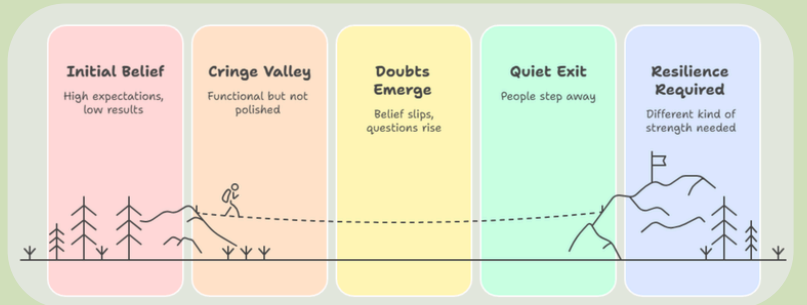 Initial Belief
High expectations,
low results
Cringe Valley
Functional but not
polished
Doubts
Emerge
Belief slips,
questions rise
Quiet Exit
People step away
Resilience
Required
Different kind of
strength needed